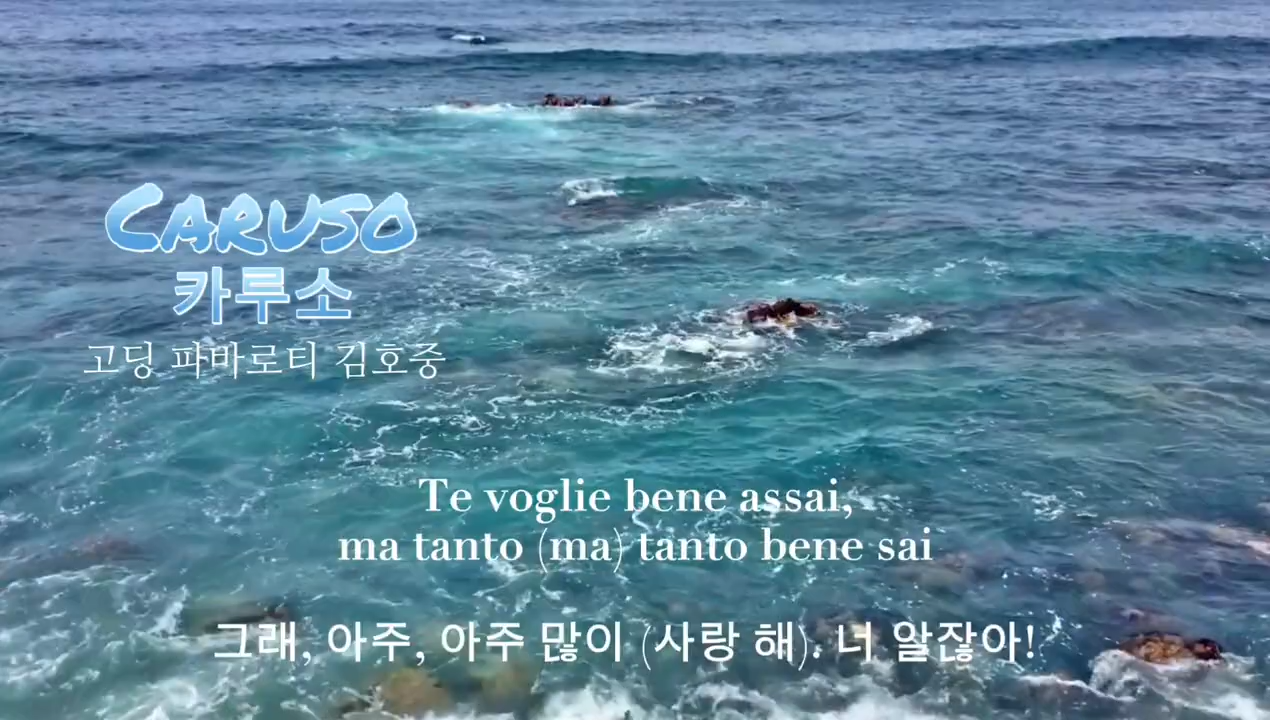 CARUSO
카루소
고딩 파바로티 김호중
Te voglie bene assai,
ma tanto (ma) tanto bene sai
그래, 아주, 아주 많이 (사랑 해). 너 알잖아!